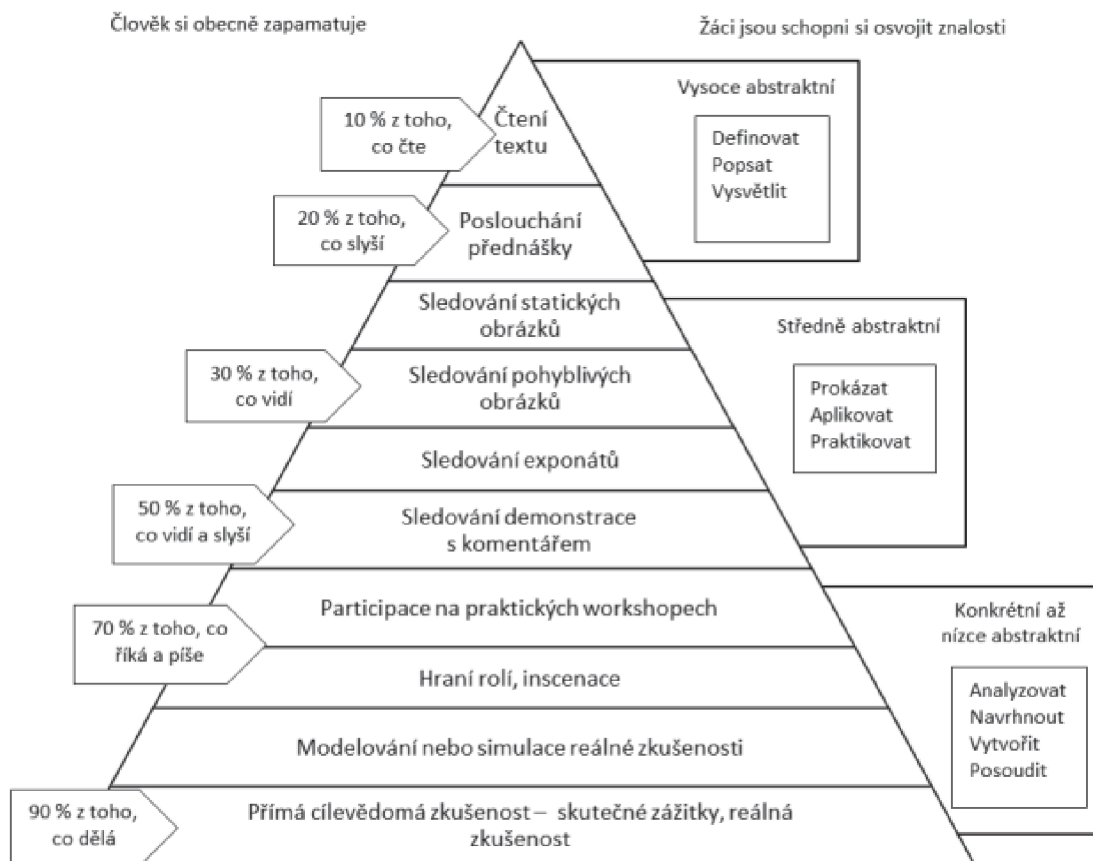 Člověk si obecně zapamatuje
Žáci jsou schopni si osvojit znalosti
10 % z toho,
co čte
Čtení
textu
Vysoce abstraktní
Definovat
Popsat
Vysvětlit
20 % z toho,
co slyší
Poslouchání
přednášky
Sledování statických
obrázků
30 % z toho,
co vidí
Sledování pohyblivých
obrázků
Středně abstraktní
Prokázat
Aplikovat
Praktikovat
Sledování exponátů
50 % z toho,
co vidí a slyší
Sledování demonstrace
s komentářem
70 % z toho, co
říká a píše
Participace na praktických workshopech
Hraní rolí, inscenace
Konkrétní až
nízce abstraktní
Analyzovat
Navrhnout
Vytvořit
Posoudit
Modelování nebo simulace reálné zkušenosti
90 % z toho,
co dělá
Přímá cílevědomá zkušenost – skutečné zážitky, reálná
zkušenost